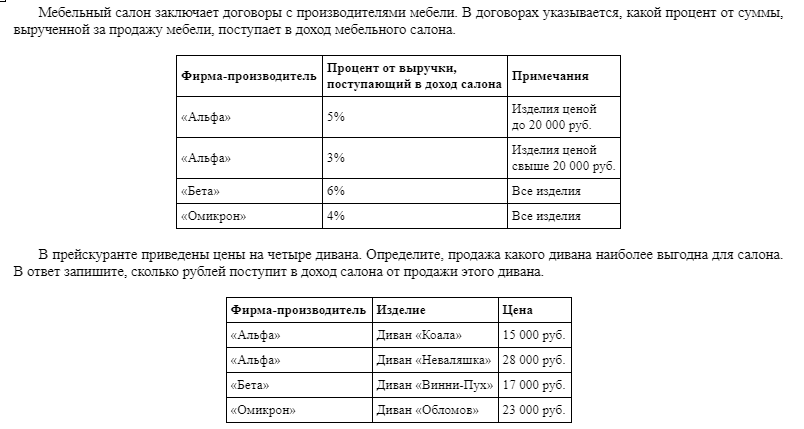 Мебельный салон заключает договоры с производителями мебели. В договорах указывается, какой процент от суммы,
вырученной за продажу мебели, поступает в доход мебельного салона.
Фирма-производитель Процент от выручки, поступающий в доход салона Примечания
«Альфа» 5% Изделия ценой до 20 000 руб.
«Альфа» 3% Изделия ценой свыше 20 000 руб.
«Бета» 6% Все изделия
«Омикрон» 4% Все изделия
В прейскуранте приведены цены на четыре дивана. Определите, продажа какого дивана наиболее выгодна для салона.
В ответ запишите, сколько рублей поступит в доход салона от продажи этого дивана.
Фирма-производитель Изделие Цена
«Альфа» Диван «Коала» 15 000 руб.
«Альфа» Диван «Неваляшка» 28 000 руб.
«Бета» Диван «Винни-Пух» 17 000 руб.
«Омикрон» Диван «Обломов» 23 000 руб.